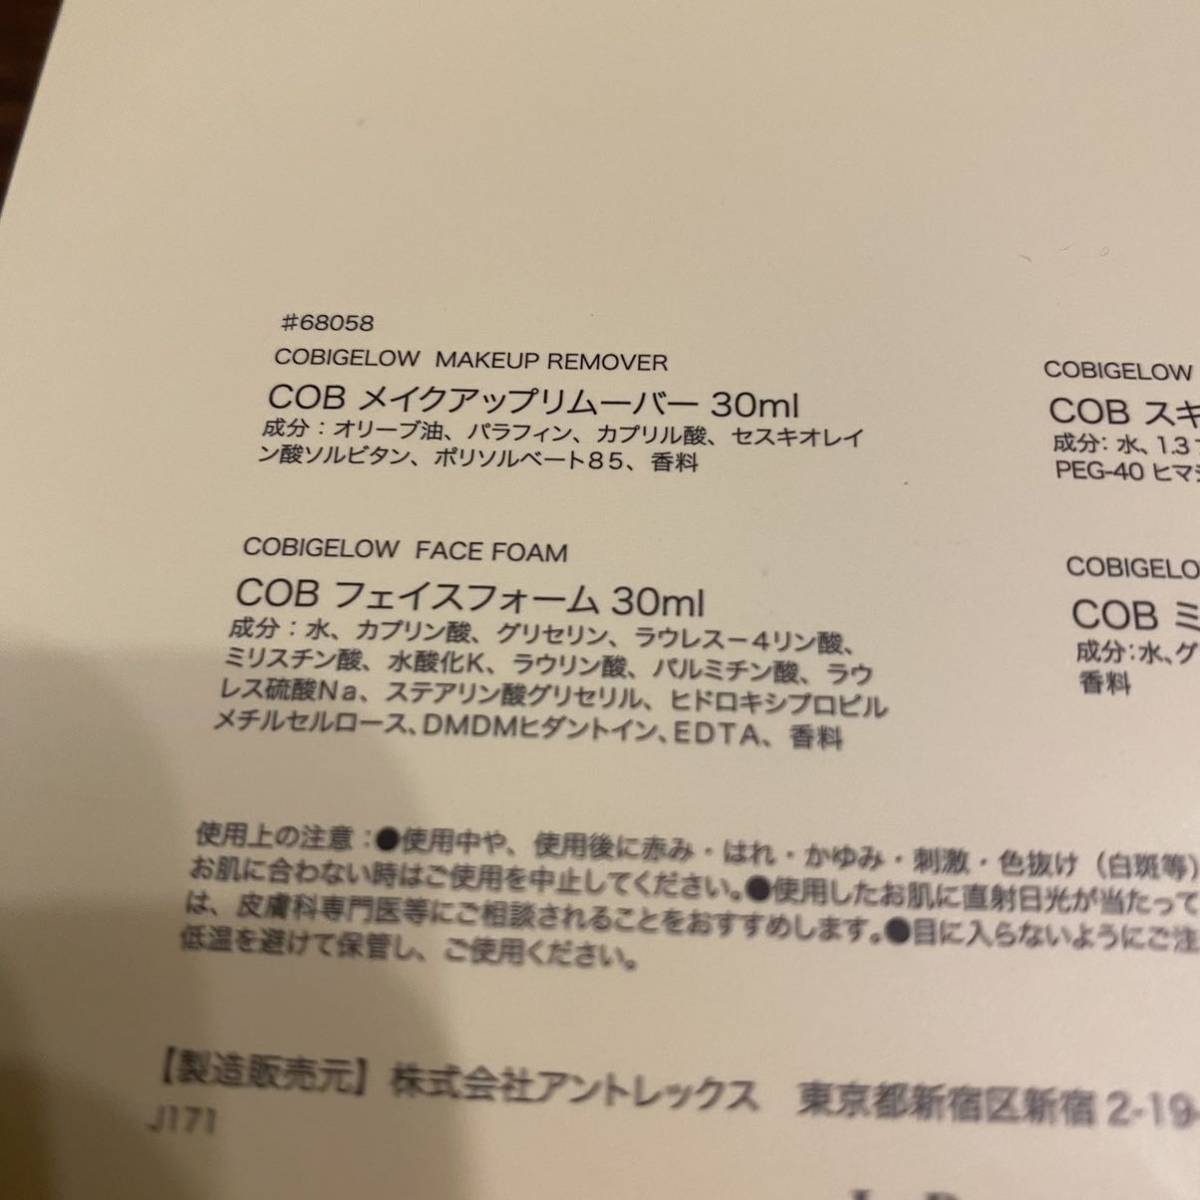 #68058
COBIGELOW MAKEUP REMOVER
COB メイクアップリムーバー 30ml
成分：オリーブ油、パラフィン、カプリル酸、セスキオレイ
ン酸ソルビタン、ポリソルベート85、香料
COBIGELOW FACE FOAM
COB フェイスフォーム 30ml
成分：水、カプリン酸、グリセリン、ラウレスー4リン酸、
ミリスチン酸、水酸化K、ラウリン酸、パルミチン酸、ラウ
レス硫酸Na、ステアリン酸グリセリル、ヒドロキシプロピル
メチルセルロース、DMDMヒダントイン、EDTA、香料
COBIGELOW
COB スキ
成分：水、1.3
PEG-40 ヒマシ
COBIGELO
COB ミ
成分：水、グ
香料
使用上の注意：●使用中や、使用後に赤み・はれ・かゆみ・刺激・色抜け（白斑等）
お肌に合わない時はご使用を中止してください。●使用したお肌に直射日光が当たって
は、皮膚科専門医等にご相談されることをおすすめします。●目に入らないようにご注
低温を避けて保管し、ご使用ください。
【製造販売元】株式会社アントレックス 東京都新宿区新宿2-19-
J171